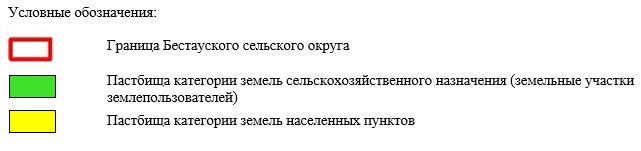 Условные обозначения:
Граница Бестауского сельского округа
Пастбища категории земель сельскохозяйственного назначения (земельные участки
землепользователей)
Пастбища категории земель населенных пунктов